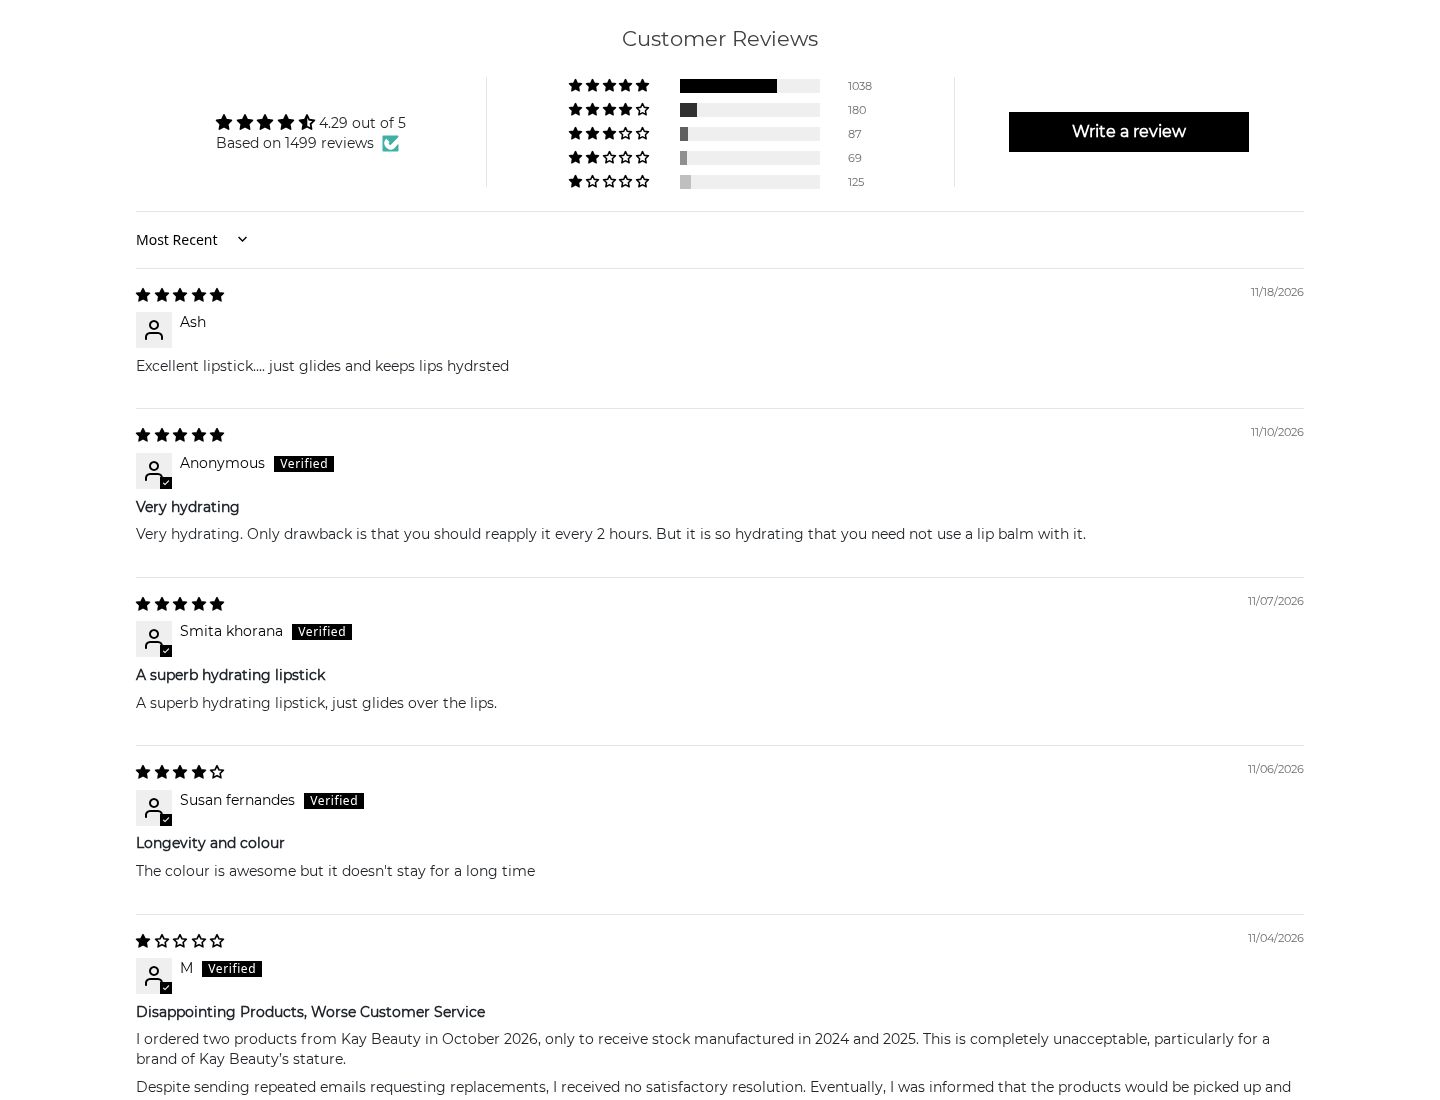 Customer Reviews
4.29 out of 5
Based on 1499 reviews
1038
180
87
69
125
Write a review
Most Recent
11/18/2026
Ash
Excellent lipstick.... just glides and keeps lips hydrsted
11/10/2026
Anonymous Verified
Very hydrating
Very hydrating. Only drawback is that you should reapply it every 2 hours. But it is so hydrating that you need not use a lip balm with it.
11/07/2026
Smita khorana Verified
A superb hydrating lipstick
A superb hydrating lipstick, just glides over the lips.
11/06/2026
Susan fernandes Verified
Longevity and colour
The colour is awesome but it doesn't stay for a long time
11/04/2026
M Verified
Disappointing Products, Worse Customer Service
I ordered two products from Kay Beauty in October 2026, only to receive stock manufactured in 2024 and 2025. This is completely unacceptable, particularly for a
brand of Kay Beauty’s stature.
Despite sending repeated emails requesting replacements, I received no satisfactory resolution. Eventually, I was informed that the products would be picked up and